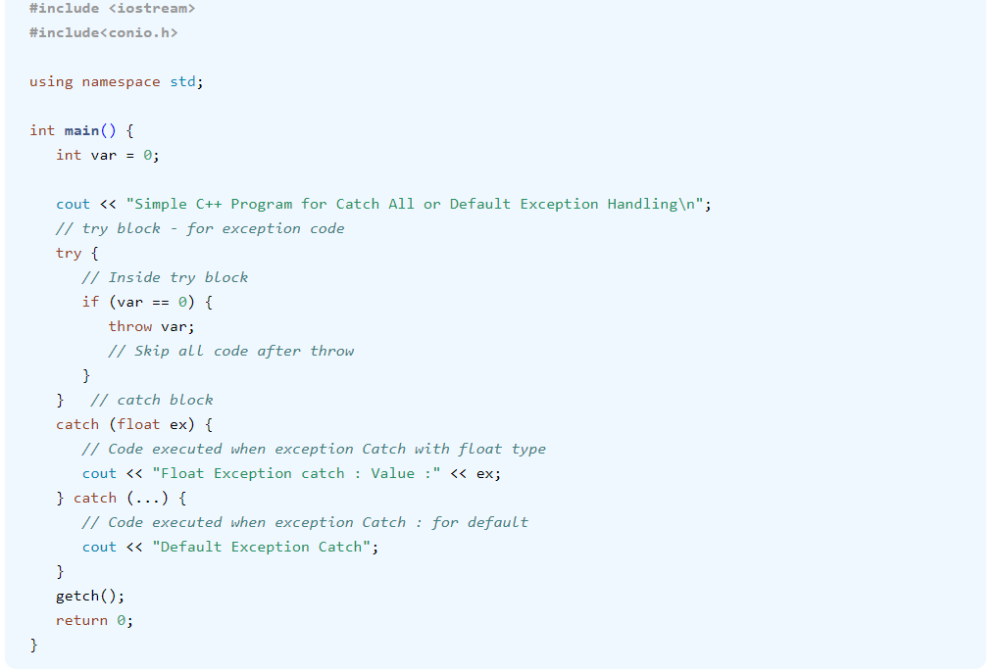 #include <iostream>
#include<conio.h>
using namespace std;
int main() {
int var = 0;
cout << "Simple C++ Program for Catch All or Default Exception Handling\n";
// try block - for exception code
try {
// Inside try block
if (var == 0) {
throw var;
// Skip all code after throw
}
} // catch block
catch (float ex) {
// Code executed when exception Catch with float type
cout << "Float Exception catch : Value :" << ex;
} catch (...) {
// Code executed when exception Catch : for default
cout << "Default Exception Catch";
}
getch();
return 0;
}